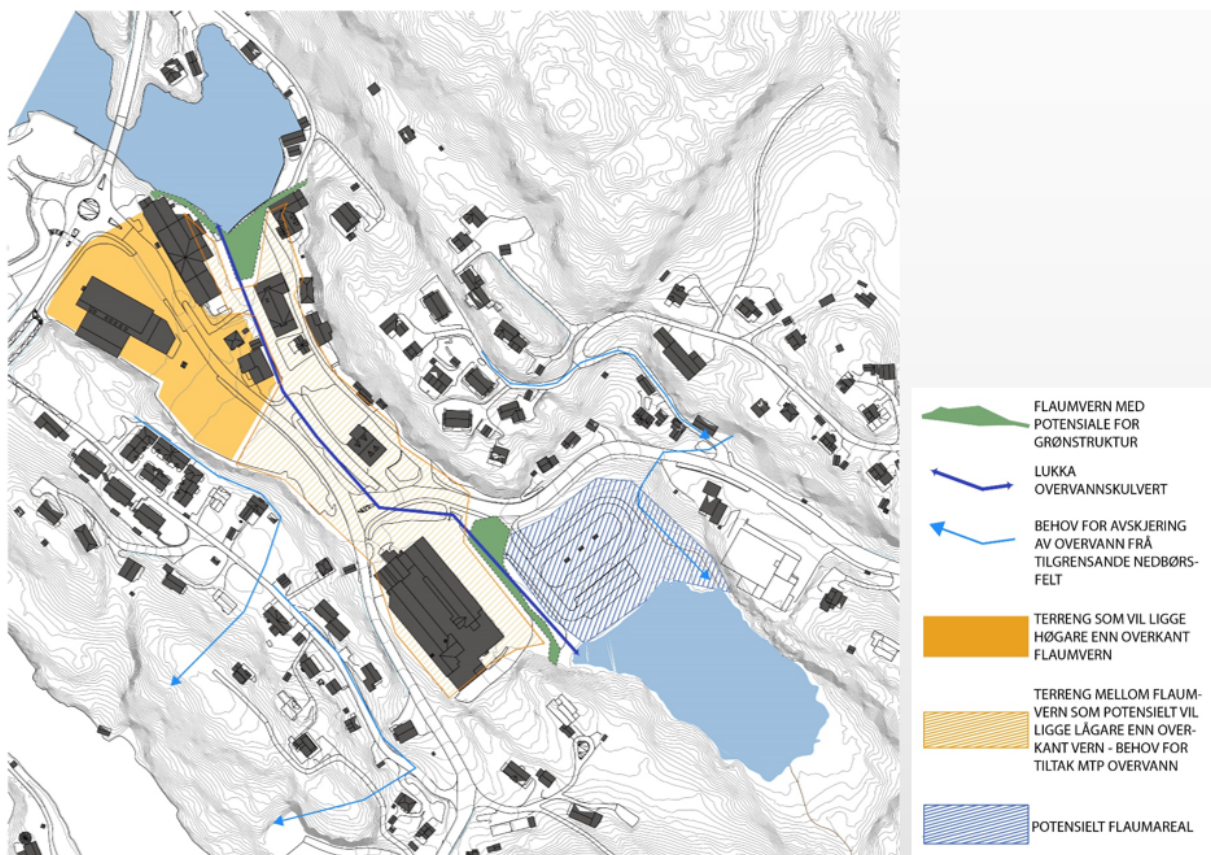 FLAUMVERN MED
POTENSIALE FOR
GRØNSTRUKTUR
LUKKA
OVERVANNSKULVERT
BEHOV FOR AVSKJERING
AV OVERVANN FRÅ
TILGRENSANDE NEDBØRS-
FELT
TERRENG SOM VIL LIGGE
HØGARE ENN OVERKANT
FLAUMVERN
TERRENG MELLOM FLAUM-
VERN SOM POTENSIELT VIL
LIGGE LÅGARE ENN OVER-
KANT VERN - BEHOV FOR
TILTAK MTP OVERVANN
POTENSIELT FLAUMAREAL